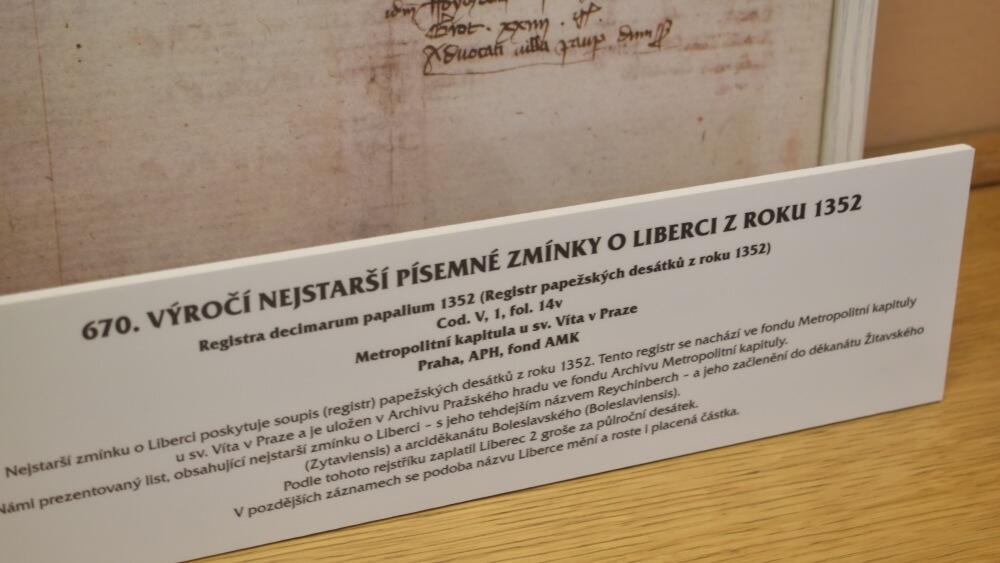 Grot. xxiiii
Advocati villa paup.
670. VÝROČÍ NEJSTARŠÍ PÍSEMNÉ ZMÍNKY O LIBERCI Z ROKU 1352
Registra decimarum papalium 1352 (Registr papežských desátků z roku 1352)
Cod. V, 1, fol. 14v
Metropolitní kapitula u sv. Víta v Praze
Praha, APH, fond AMK
Nejstarší zmínku o Liberci poskytuje soupis (registr) papežských desátků z roku 1352. Tento registr se nachází ve fondu Metropolitní kapituly
u sv. Víta v Praze a je uložen v Archivu Pražského hradu ve fondu Archivu Metropolitní kapituly.
Námi prezentovaný list, obsahující nejstarší zmínku o Liberci – s jeho tehdejším názvem Reychinberch – a jeho začlenění do děkanátu Žitavského
(Zytaviensis) a arciděkanátu Boleslavského (Boleslaviensis).
Podle tohoto rejstříku zaplatil Liberec 2 groše za půlroční desátek.
V pozdějších záznamech se podoba názvu Liberce mění a roste i placená částka.